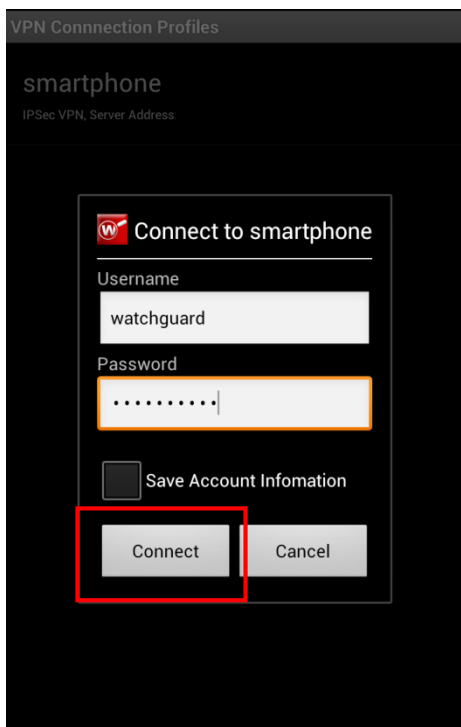 VPN Connnection Profiles
smartphone
IPSec VPN, Server Address
W
Connect to smartphone
Username
watchguard
Password
••••••••••
Save Account Infomation
Connect
Cancel